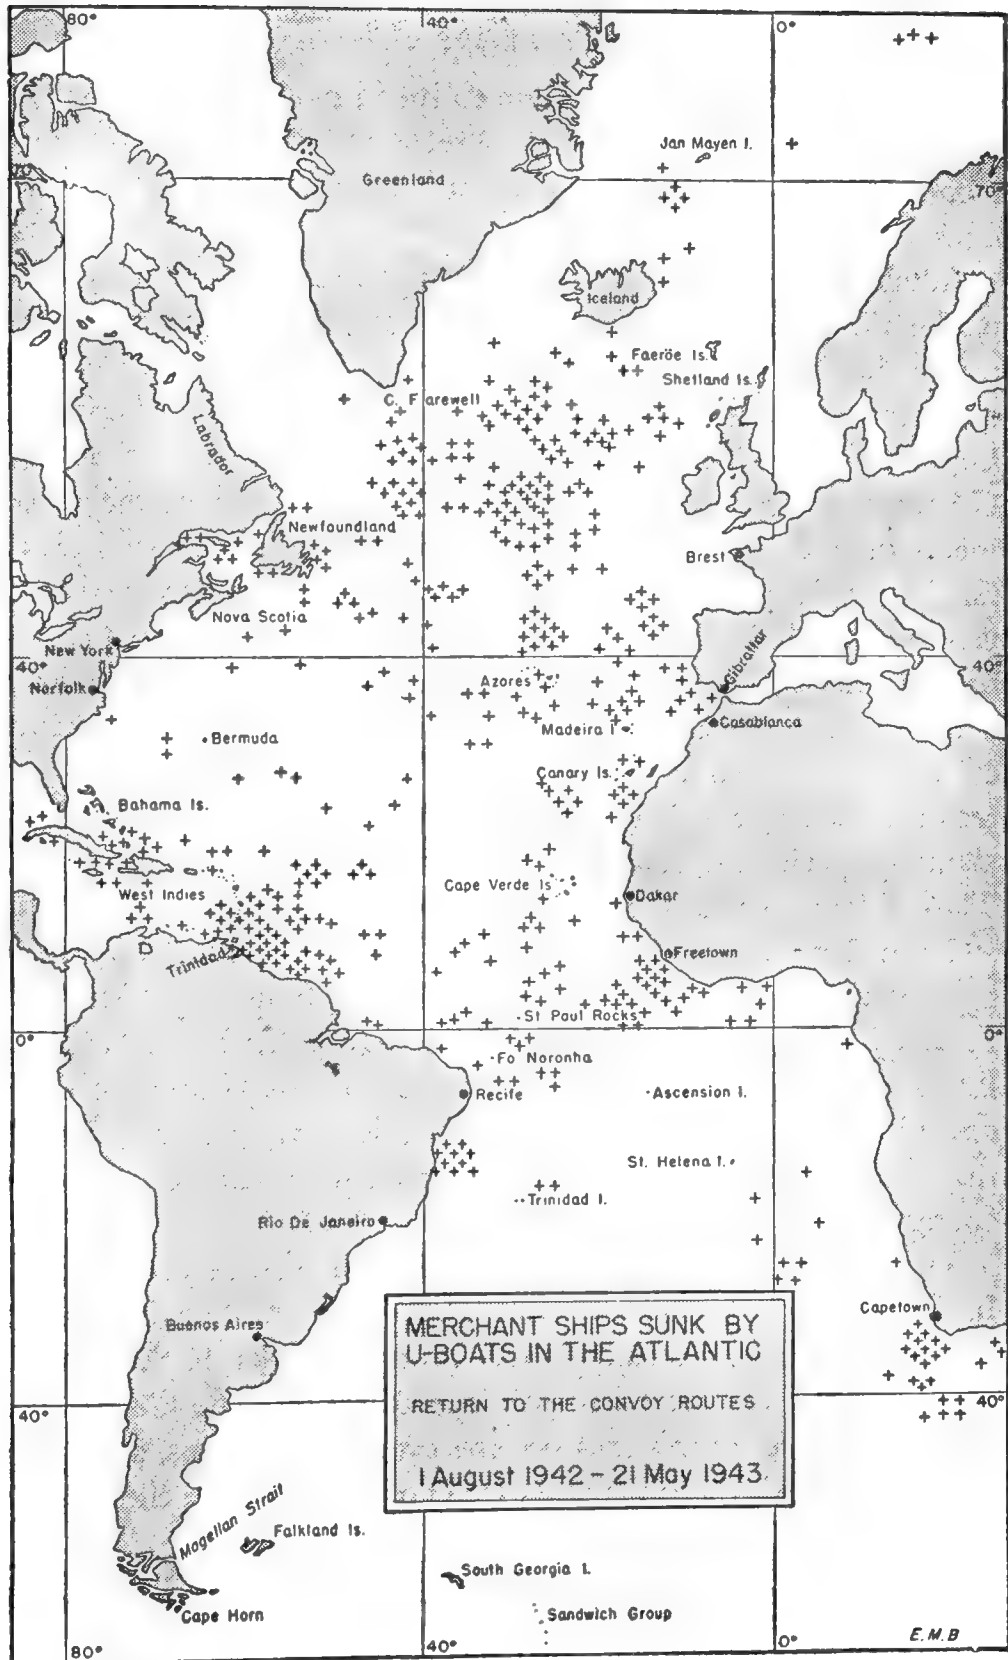 80°
40°
0°
Jan Mayen I.
70
Greenland
70°
Iceland
Faeröe Is.
Shetland Is.
C. Farewell
Labrador
Newfoundland
Brest
Nova Scotia
New York
40°
Gibraltar
40°
Azores
Norfolk
Madeira I.
Casablanca
Bermuda
Canary Is.
Bahama Is.
West Indies
Cape Verde Is.
Dakar
Trinidad
Freetown
St Paul Rocks
0°
0°
Fo Noronha
Recife
Ascension I.
St. Helena I.
Trinidad I.
Rio De Janeiro
Capetown
Buenos Aires
MERCHANT SHIPS SUNK BY
U-BOATS IN THE ATLANTIC
RETURN TO THE CONVOY ROUTES
1 August 1942 - 21 May 1943
40°
40°
Magellan Strait
Falkland Is.
South Georgia I.
Cape Horn
Sandwich Group
E.M.B
80°
40°
0°